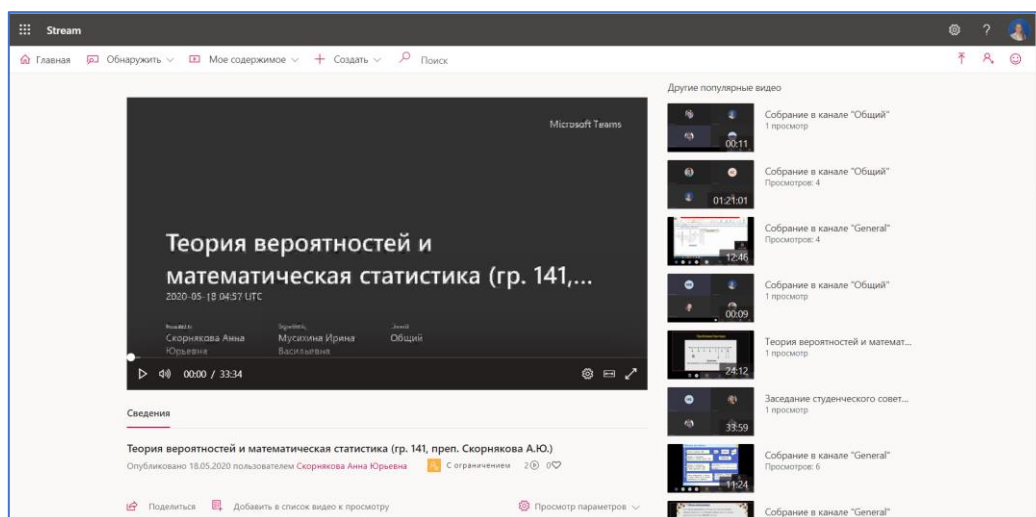 Stream
?
Главная Обнаружить Мое содержимое Создать Поиск
Microsoft Teams
Теория вероятностей и
математическая статистика (гр. 141,...
2020-05-18 04:57 UTC
Скорнякова Анна
Юрьевна
Мусихина Ирина
Васильевна
Общий
00:00 / 33:34
Сведения
Теория вероятностей и математическая статистика (гр. 141, преп. Скорнякова А.Ю.)
Опубликовано 18.05.2020 пользователем Скорнякова Анна Юрьевна С ограничением 2 0
Поделиться Добавить в список видео к просмотру Просмотр параметров
Другие популярные видео
00:11
Собрание в канале "Общий"
1 просмотр
01:21:01
Собрание в канале "Общий"
Просмотров: 4
12:46
Собрание в канале "General"
Просмотров: 4
00:09
Собрание в канале "Общий"
1 просмотр
24:12
Теория вероятностей и математ...
1 просмотр
33:59
Заседание студенческого совет...
1 просмотр
11:24
Собрание в канале "General"
Просмотров: 6
Собрание в канале "General"